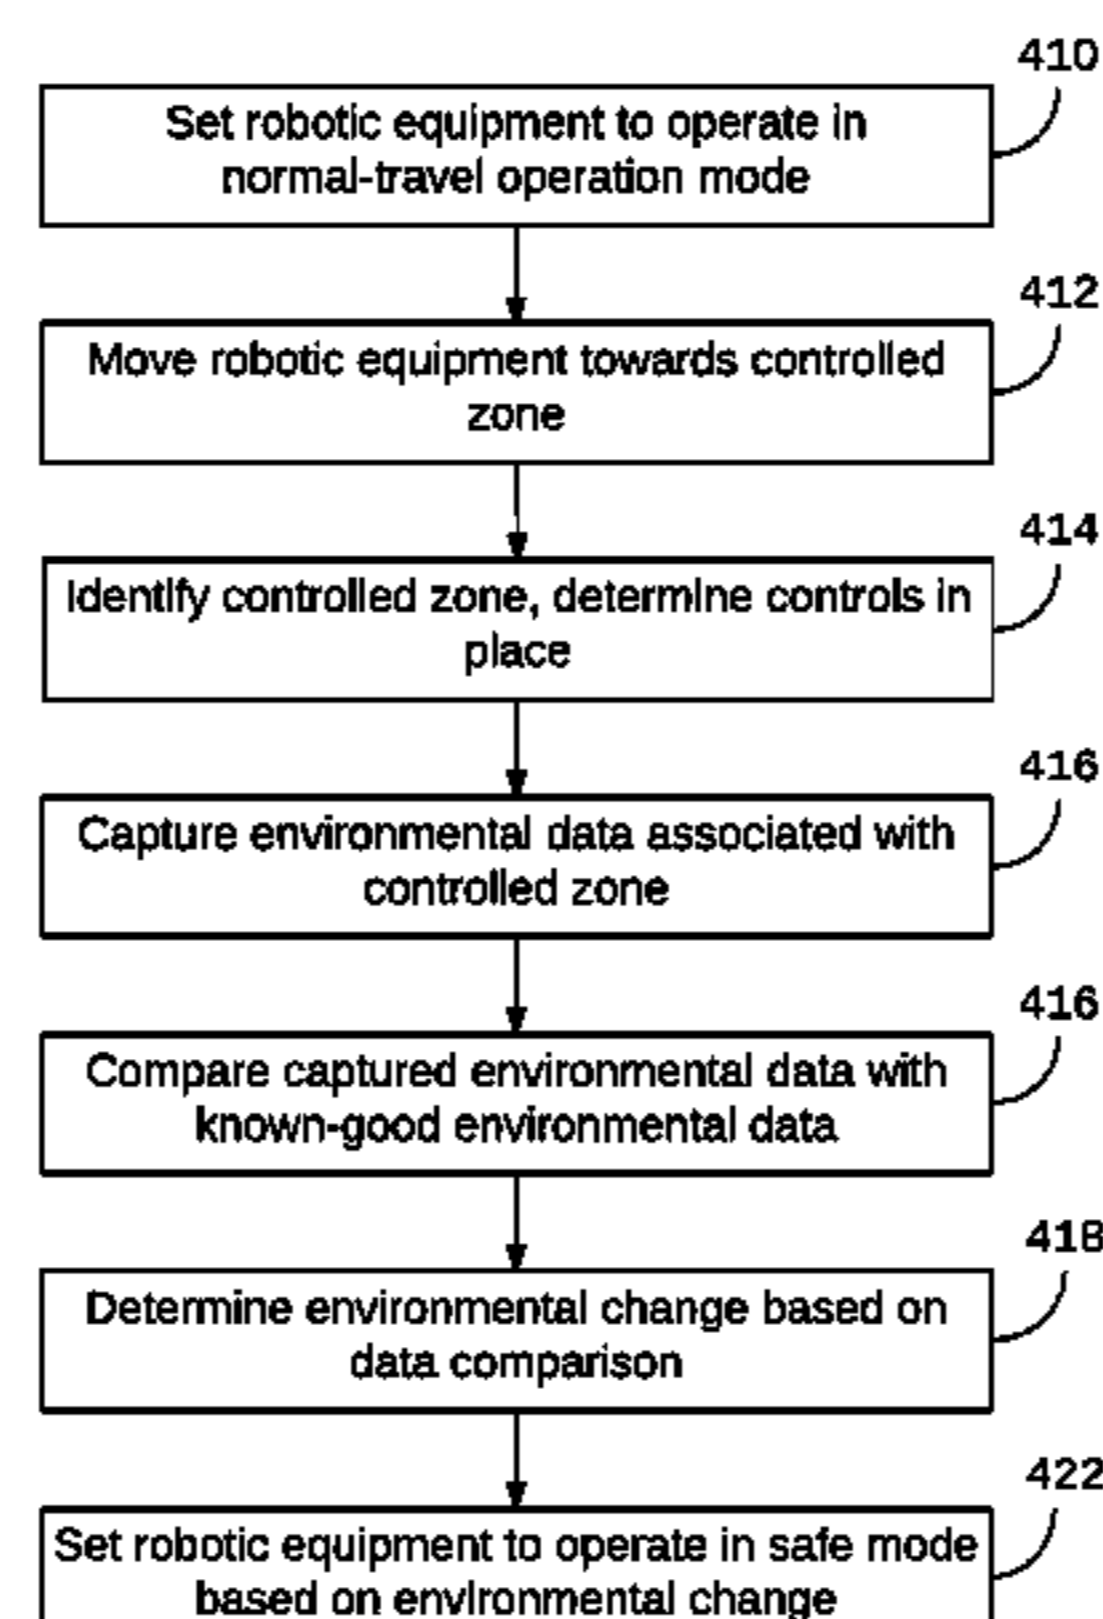 410
Set robotic equipment to operate in
normal-travel operation mode
412
Move robotic equipment towards controlled
zone
414
Identify controlled zone, determine controls in
place
416
Capture environmental data associated with
controlled zone
416
Compare captured environmental data with
known-good environmental data
418
Determine environmental change based on
data comparison
422
Set robotic equipment to operate in safe mode
based on environmental change